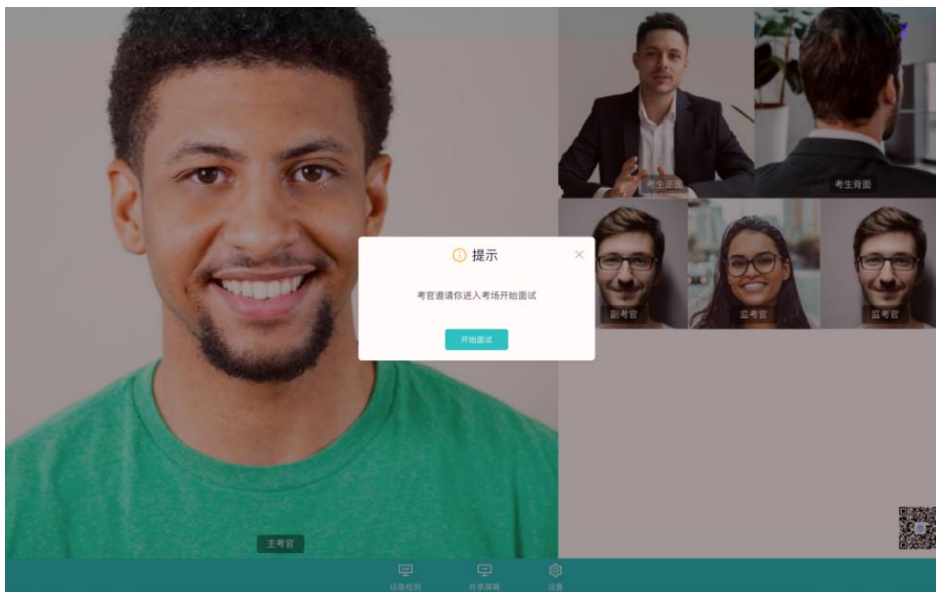 考生正面
考生背面
提示
考官邀请你进入考场开始面试
开始面试
副考官
监考官
监考官
主考官
设备检测
共享屏幕
设置